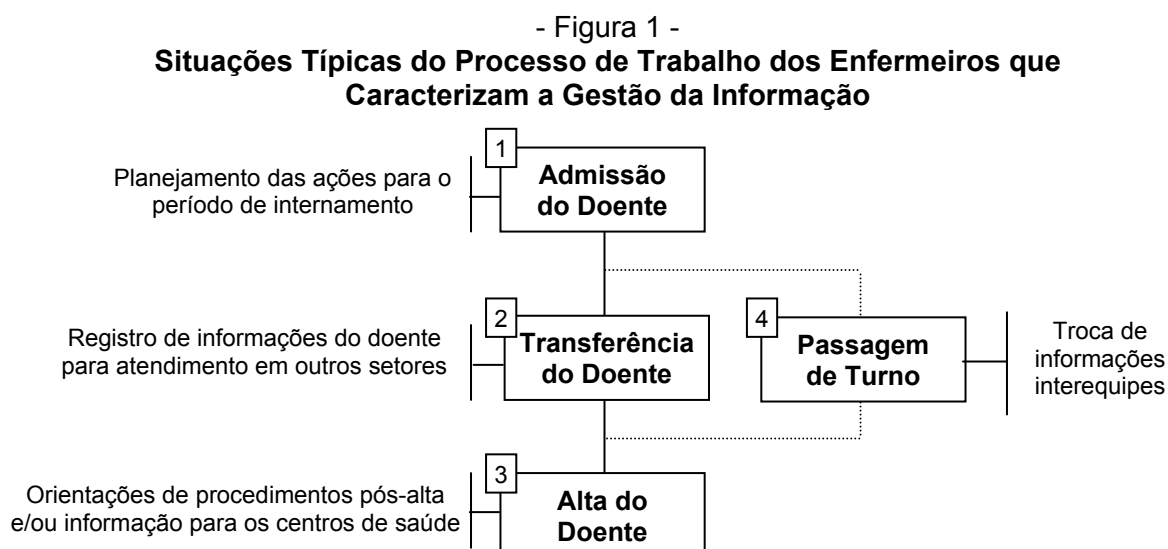 - Figura 1 -
Situações Típicas do Processo de Trabalho dos Enfermeiros que
Caracterizam a Gestão da Informação
1
Admissão
do Doente
Planejamento das ações para o
período de internamento
2
Transferência
do Doente
Registro de informações do doente
para atendimento em outros setores
4
Passagem
de Turno
Troca de
informações
interequipes
3
Alta do
Doente
Orientações de procedimentos pós-alta
e/ou informação para os centros de saúde